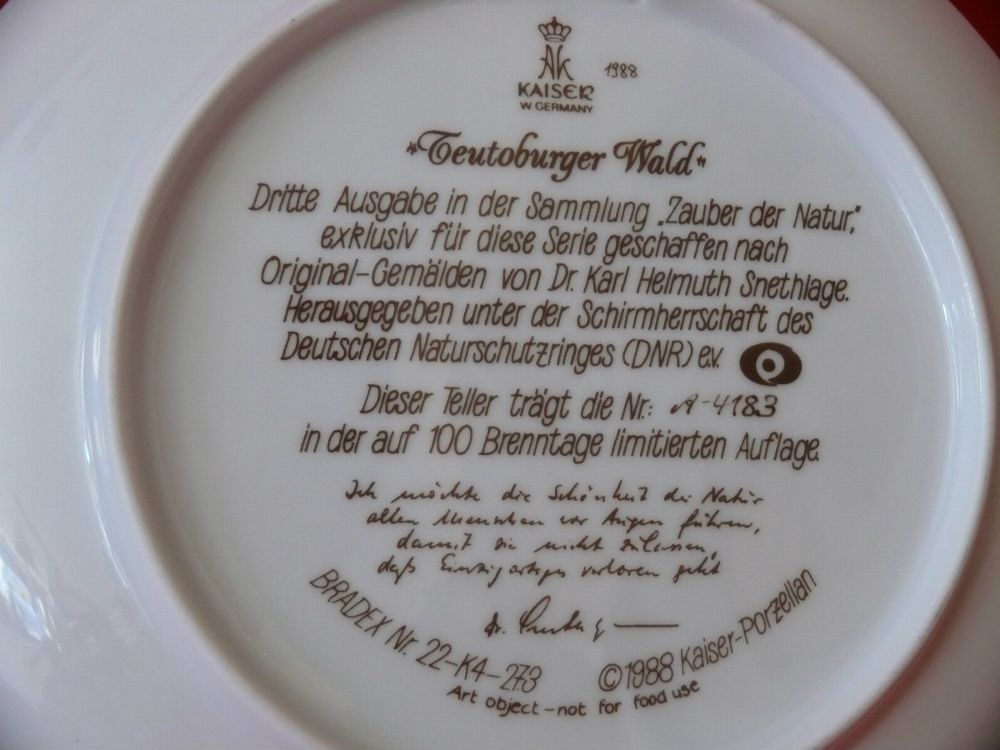 AK 1988
KAISER
W. GERMANY
"Teutoburger Wald"
Dritte Ausgabe in der Sammlung „Zauber der Natur",
exklusiv für diese Serie geschaffen nach
Original-Gemälden von Dr. Karl Helmuth Snethlage.
Herausgegeben unter der Schirmherrschaft des
Deutschen Naturschutzringes (DNR) e.V.
Dieser Teller trägt die Nr.: A-4183
in der auf 100 Brenntage limitierten Auflage.
Ich möchte die Schönheit der Natur
allen Menschen vor Augen führen,
damit sie nicht zulassen,
daß Einzigartiges verloren geht
Dr. Snethlage
BRADEX Nr. 22-K4-27.3
©1988 Kaiser-Porzellan
Art object-not for food use